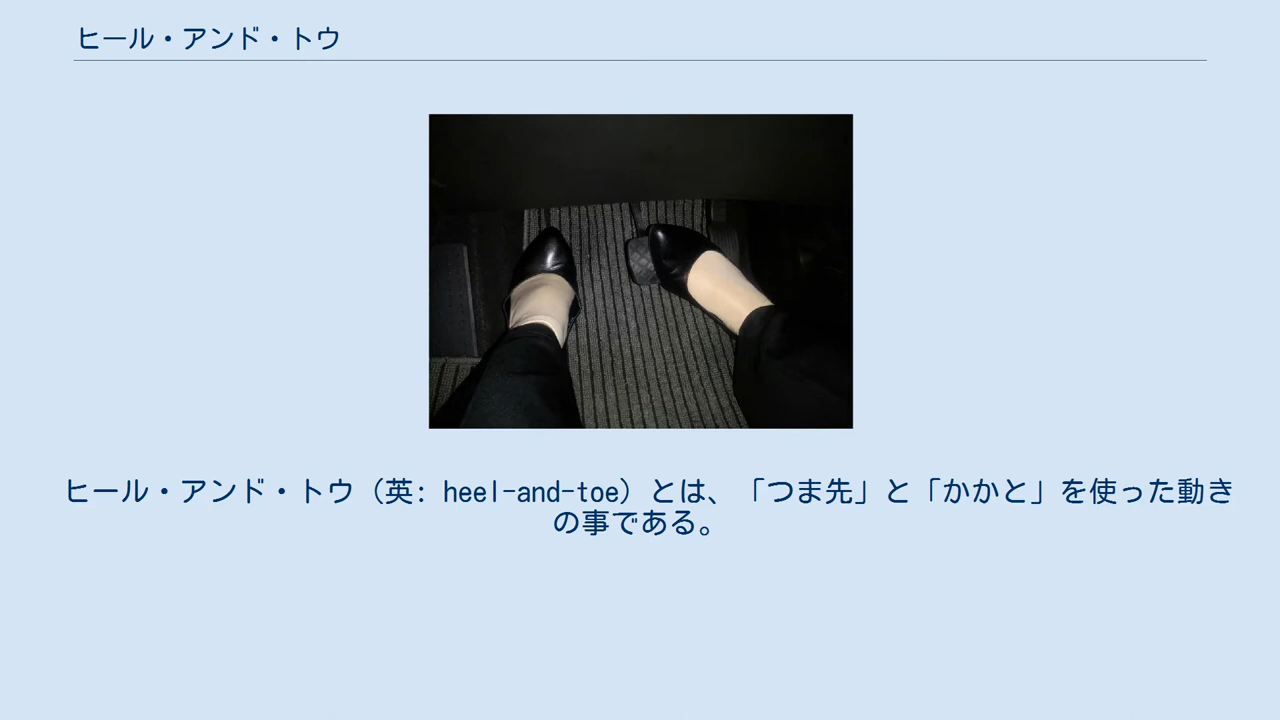 ヒール・アンド・トウ
ヒール・アンド・トウ（英: heel-and-toe）とは、「つま先」と「かかと」を使った動き
の事である。